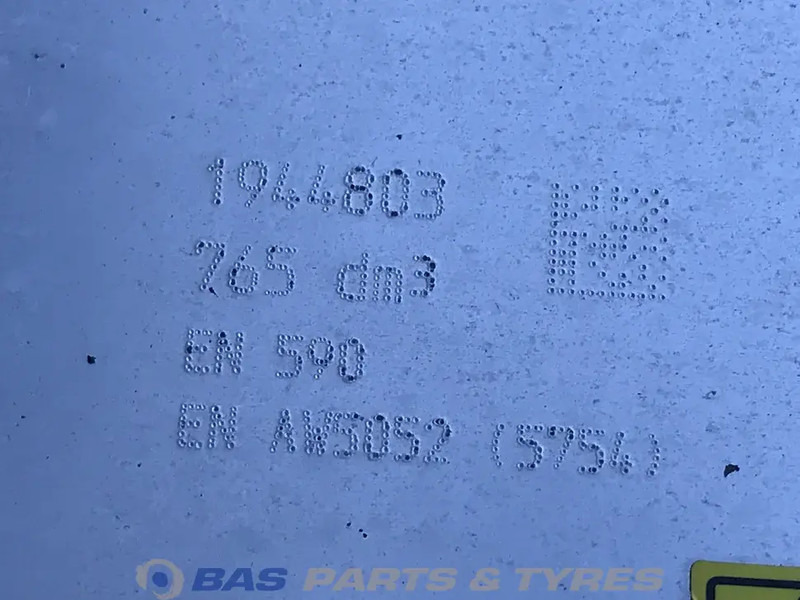 1944803
765 dm3
EN 590
EN AW5052 (5754)
BAS PARTS & TYRES